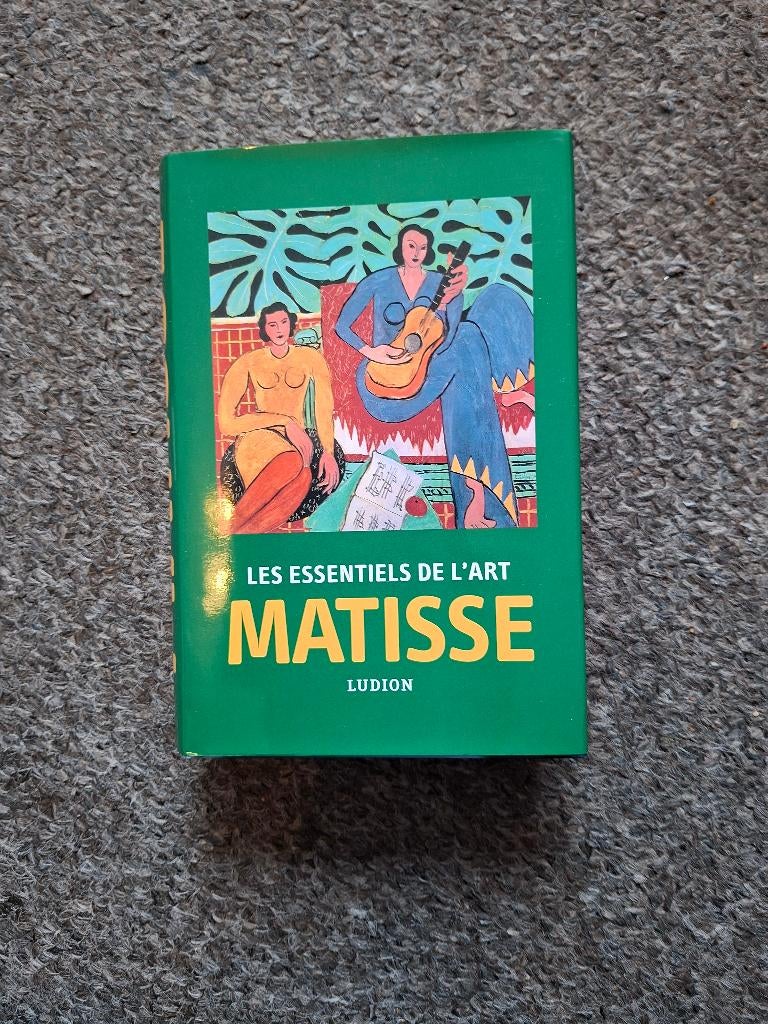 LES ESSENTIELS DE L'ART
MATISSE
LUDION